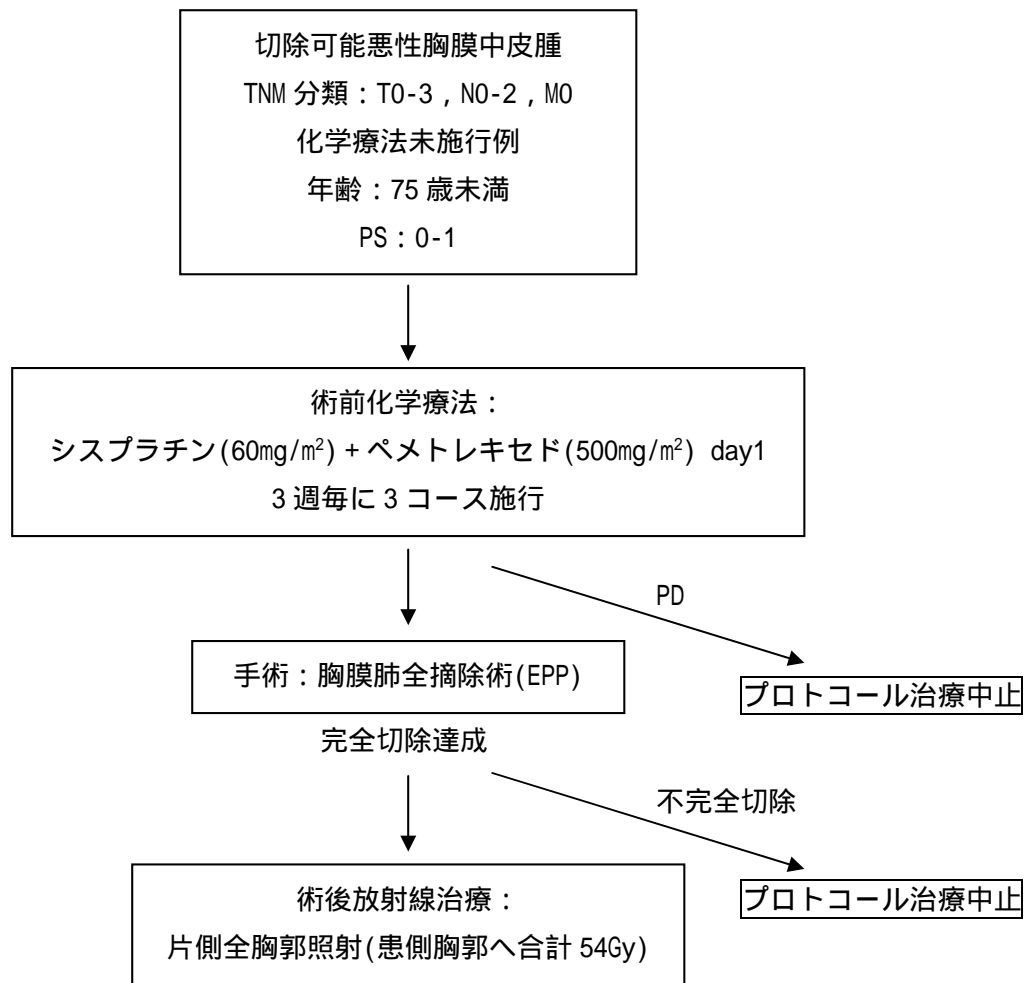 切除可能悪性胸膜中皮腫
TNM 分類：T0-3 , N0-2 , M0
化学療法未施行例
年齢：75 歳未満
PS：0-1
術前化学療法：
シスプラチン(60mg/m²)＋ペメトレキセド(500mg/m²) day1
3 週毎に 3 コース施行
PD
手術：胸膜肺全摘除術(EPP)
プロトコール治療中止
完全切除達成
不完全切除
プロトコール治療中止
術後放射線治療：
片側全胸郭照射(患側胸郭へ合計 54Gy)